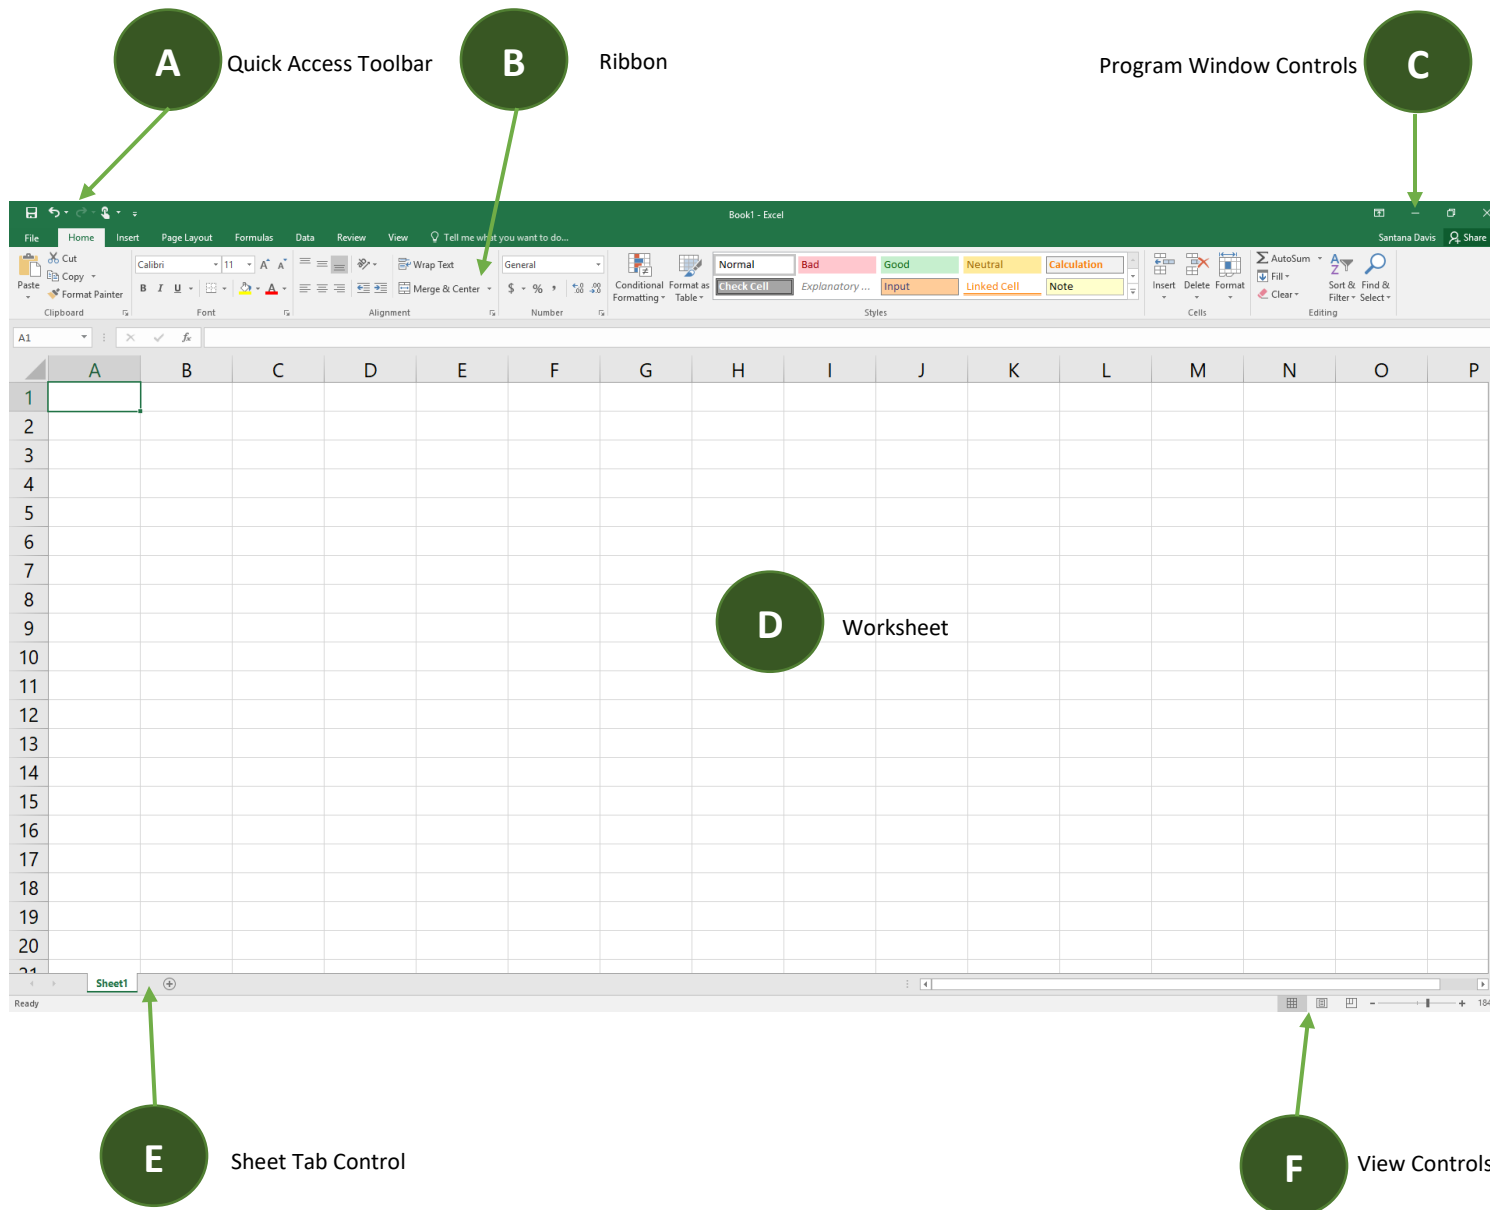 A Quick Access Toolbar B Ribbon Program Window Controls C
Book1 - Excel
File Home Insert Page Layout Formulas Data Review View Tell me what you want to do... Santana Davis Share
Paste Cut Calibri 11 A A Wrap Text General Normal Bad Good Neutral Calculation AutoSum
Copy Fill
Format Painter B I U A Merge & Center $ % , .00 Conditional Formatting Format as Table Check Cell Explanatory ... Input Linked Cell Note Insert Delete Format Clear Sort & Filter Find & Select
Clipboard Font Alignment Number Styles Cells Editing
A1 fx
A B C D E F G H I J K L M N O P
1
2
3
4
5
6
7
8
D Worksheet
9
10
11
12
13
14
15
16
17
18
19
20
21
Sheet1
Ready 184
E Sheet Tab Control F View Controls